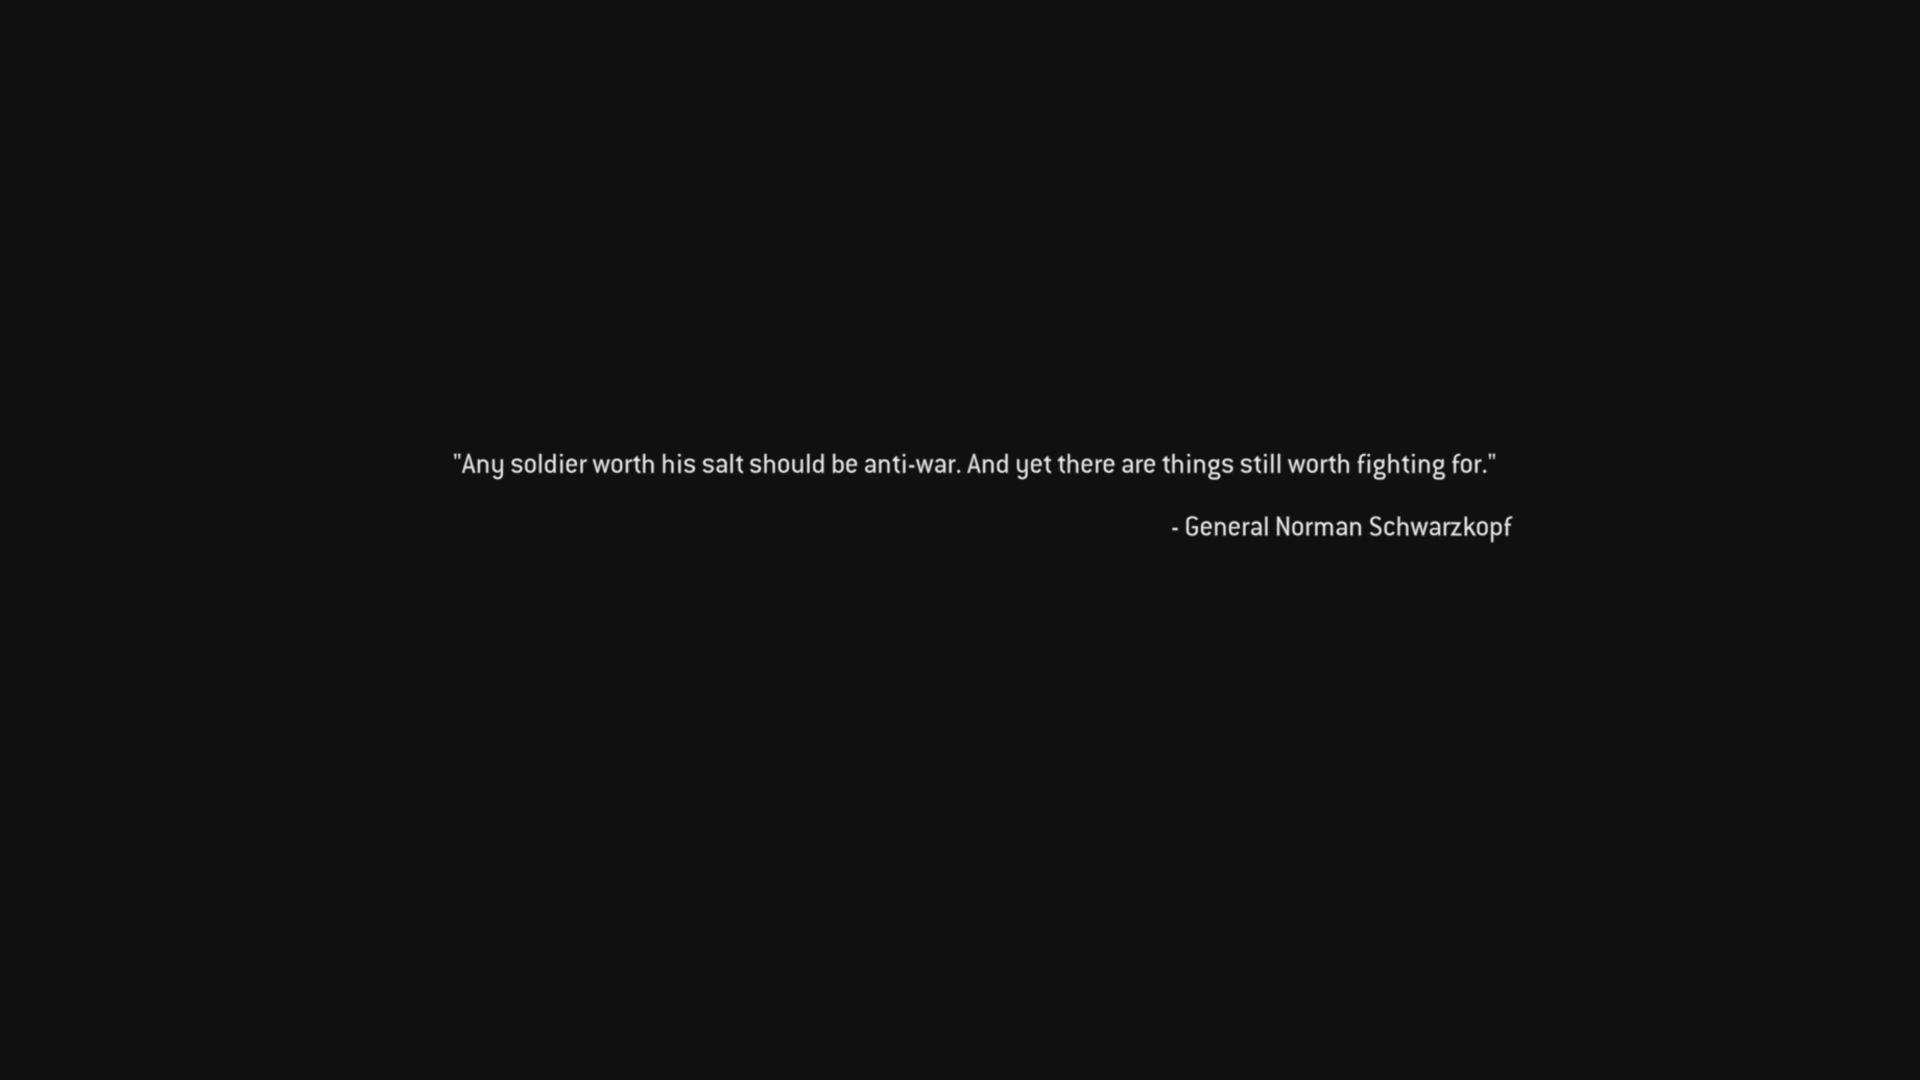 "Any soldier worth his salt should be anti-war. And yet there are things still worth fighting for."
- General Norman Schwarzkopf